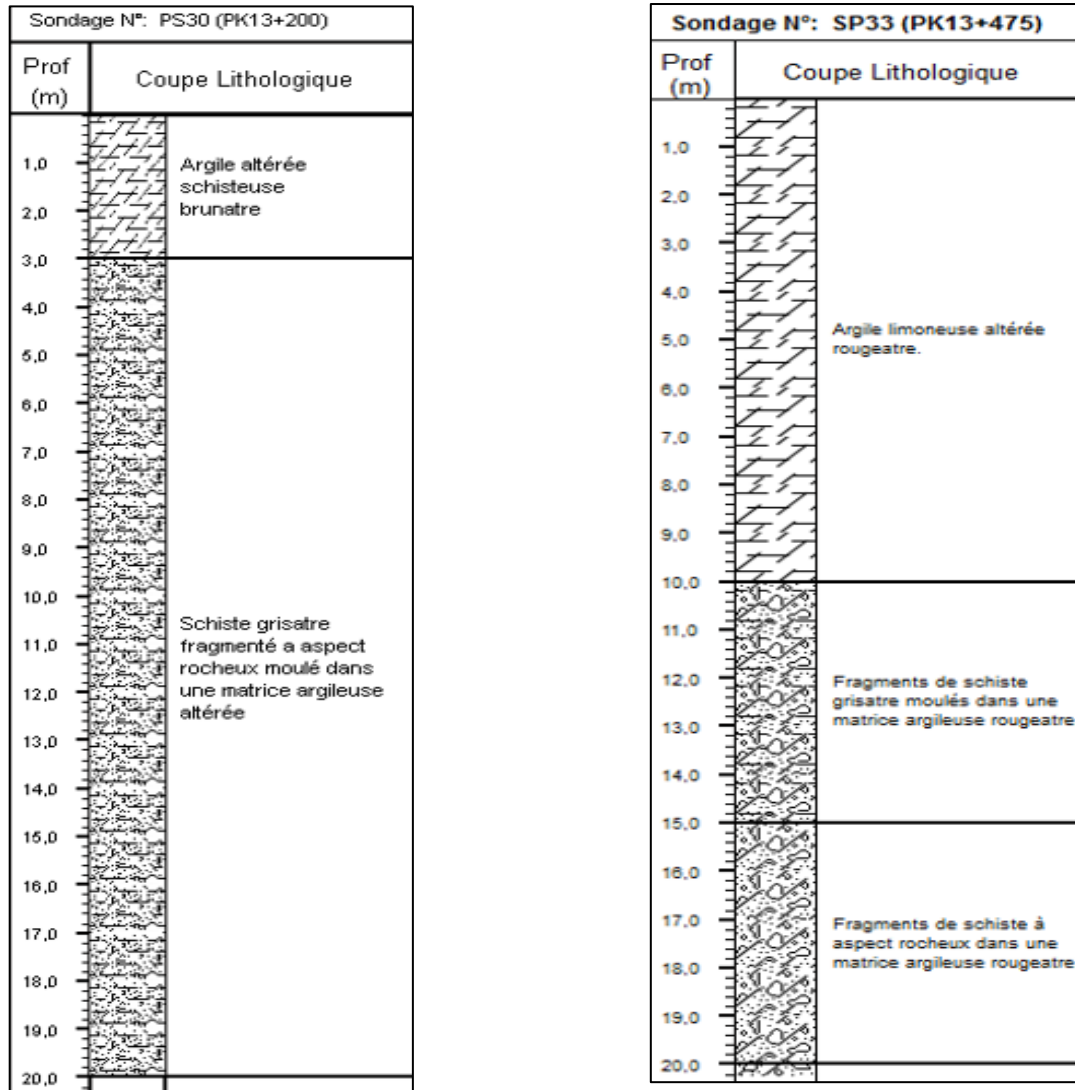 Sondage N°: PS30 (PK13+200)
Prof
(m)
Coupe Lithologique
1,0
2,0
3,0
4,0
5,0
6,0
7,0
8,0
9,0
10,0
11,0
12,0
13,0
14,0
15,0
16,0
17,0
18,0
19,0
20,0
Argile altérée
schisteuse
brunatre
Schiste grisatre
fragmenté a aspect
rocheux moulé dans
une matrice argileuse
altérée
Sondage N°: SP33 (PK13+475)
Prof
(m)
Coupe Lithologique
1,0
2,0
3,0
4,0
5,0
6,0
7,0
8,0
9,0
10,0
11,0
12,0
13,0
14,0
15,0
16,0
17,0
18,0
19,0
20,0
Argile limoneuse altérée
rougeatre.
Fragments de schiste
grisatre moulés dans une
matrice argileuse rougeatre
Fragments de schiste à
aspect rocheux dans une
matrice argileuse rougeatre